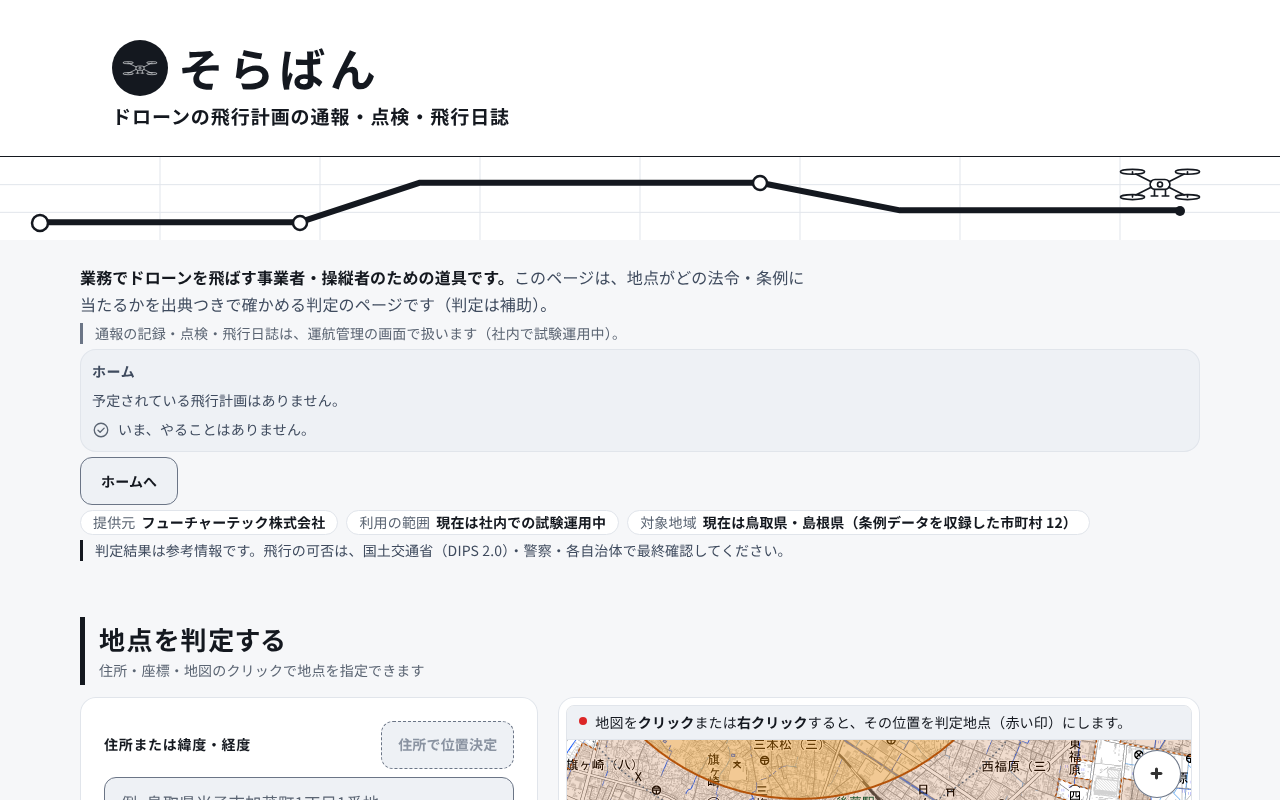 そらばん
ドローンの飛行計画の通報・点検・飛行日誌
業務でドローンを飛ばす事業者・操縦者のための道具です。このページは、地点がどの法令・条例に
当たるかを出典つきで確かめる判定のページです（判定は補助）。
通報の記録・点検・飛行日誌は、運航管理の画面で扱います（社内で試験運用中）。
ホーム
予定されている飛行計画はありません。
いま、やることはありません。
ホームへ
提供元 フューチャーテック株式会社 利用の範囲 現在は社内での試験運用中 対象地域 現在は鳥取県・島根県（条例データを収録した市町村 12）
判定結果は参考情報です。飛行の可否は、国土交通省（DIPS 2.0）・警察・各自治体で最終確認してください。
地点を判定する
住所・座標・地図のクリックで地点を指定できます
住所または緯度・経度
住所で位置決定
地図をクリックまたは右クリックすると、その位置を判定地点（赤い印）にします。
三本松（三）
旗ヶ崎（八）
西福原（三）
+